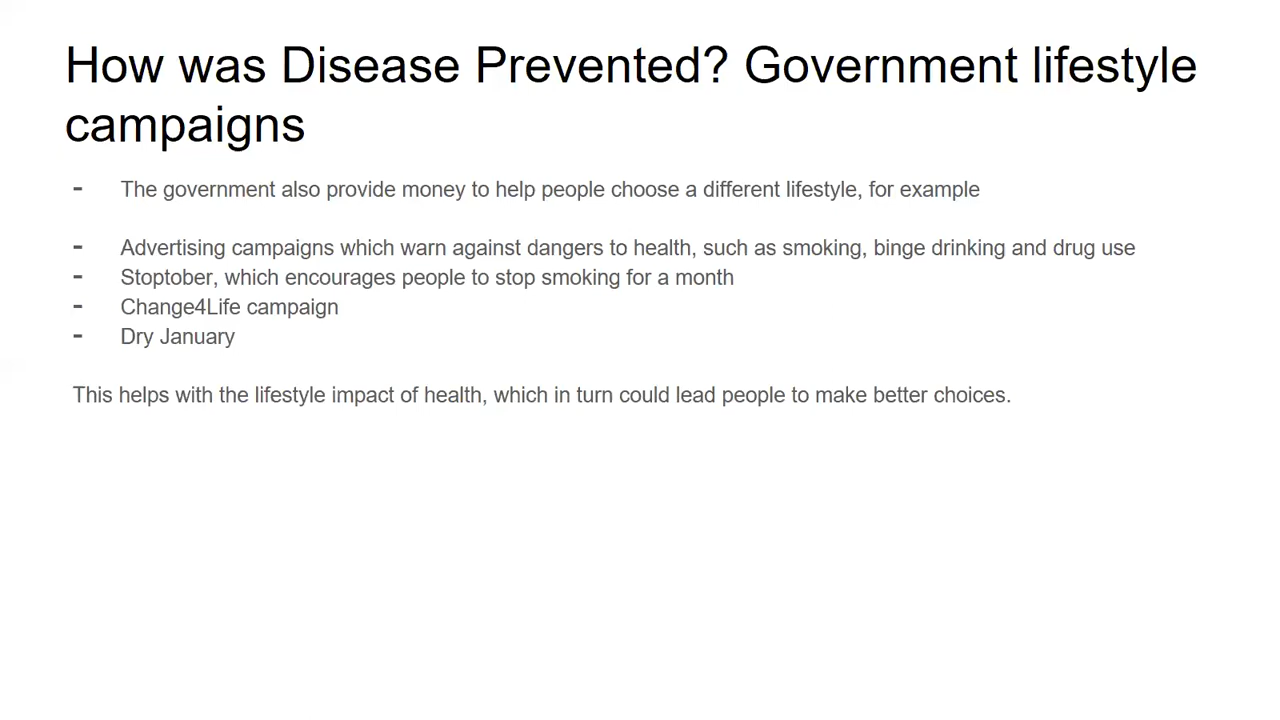 How was Disease Prevented? Government lifestyle
campaigns
- The government also provide money to help people choose a different lifestyle, for example
- Advertising campaigns which warn against dangers to health, such as smoking, binge drinking and drug use
- Stoptober, which encourages people to stop smoking for a month
- Change4Life campaign
- Dry January
This helps with the lifestyle impact of health, which in turn could lead people to make better choices.